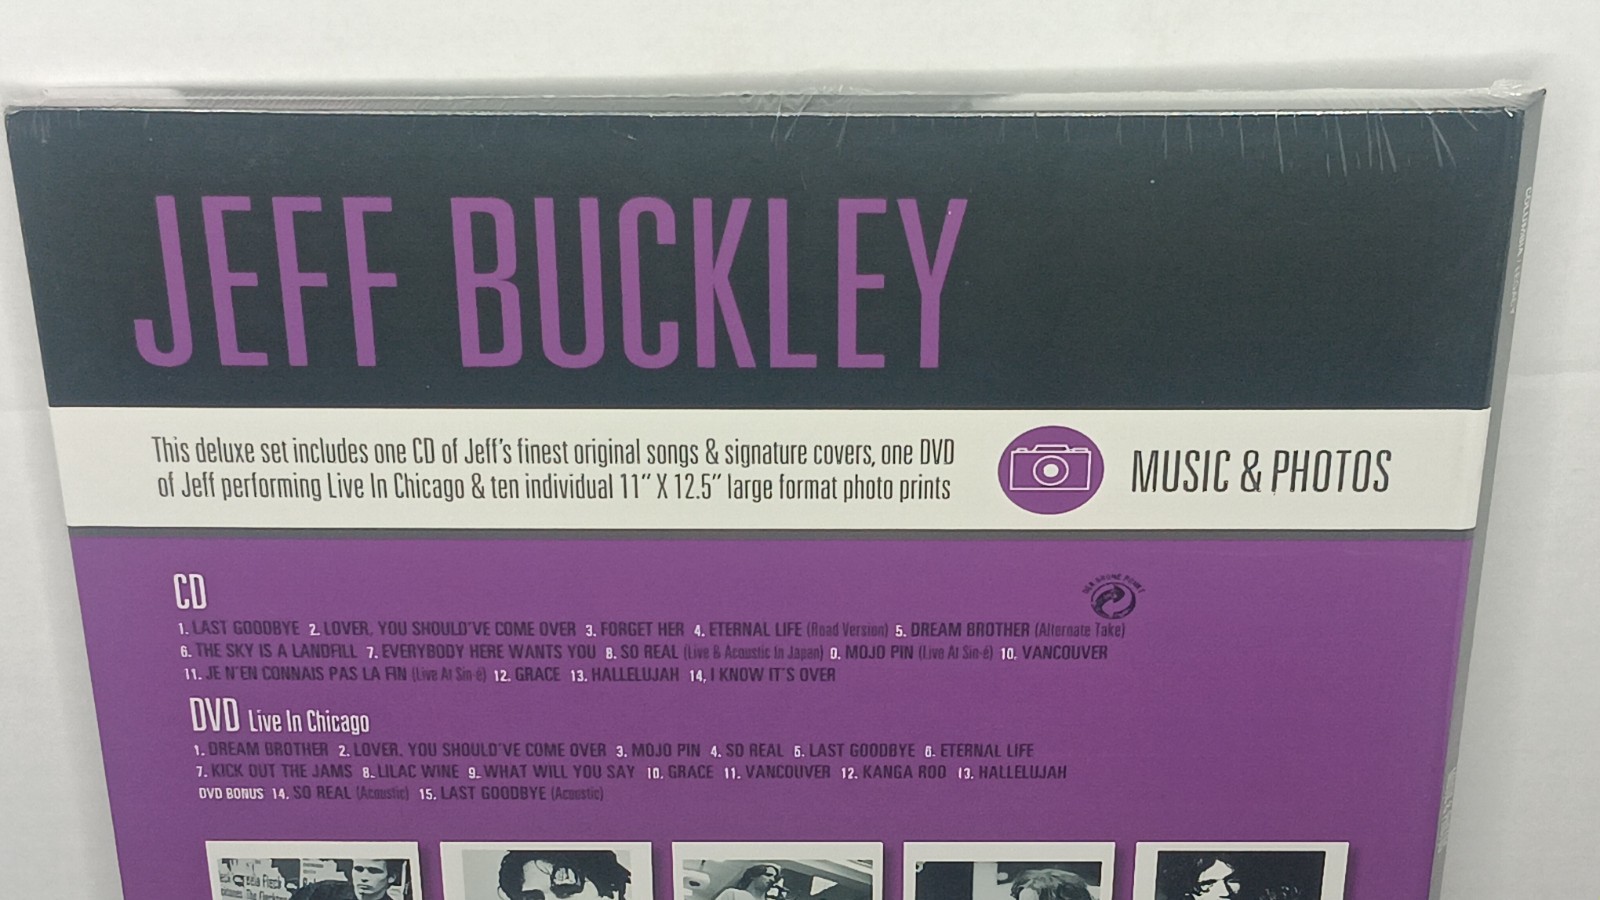 JEFF BUCKLEY
This deluxe set includes one CD of Jeff's finest original songs & signature covers, one DVD
of Jeff performing Live In Chicago & ten individual 11" X 12.5" large format photo prints
MUSIC & PHOTOS
CD
DER GRÜNE PUNKT
1. LAST GOODBYE 2. LOVER, YOU SHOULD'VE COME OVER 3. FORGET HER 4. ETERNAL LIFE (Road Version) 5. DREAM BROTHER (Alternate Take)
6. THE SKY IS A LANDFILL 7. EVERYBODY HERE WANTS YOU 8. SO REAL (Live & Acoustic In Japan) 9. MOJO PIN (Live At Sin-é) 10. VANCOUVER
11. JE N'EN CONNAIS PAS LA FIN (Live At Sin-é) 12. GRACE 13. HALLELUJAH 14, I KNOW IT'S OVER
DVD Live In Chicago
1. DREAM BROTHER 2. LOVER, YOU SHOULD'VE COME OVER 3. MOJO PIN 4. SO REAL 5. LAST GOODBYE 6. ETERNAL LIFE
7. KICK OUT THE JAMS 8. LILAC WINE 9. WHAT WILL YOU SAY 10. GRACE 11. VANCOUVER 12. KANGA ROO 13. HALLELUJAH
DVD BONUS 14. SO REAL (Acoustic) 15. LAST GOODBYE (Acoustic)